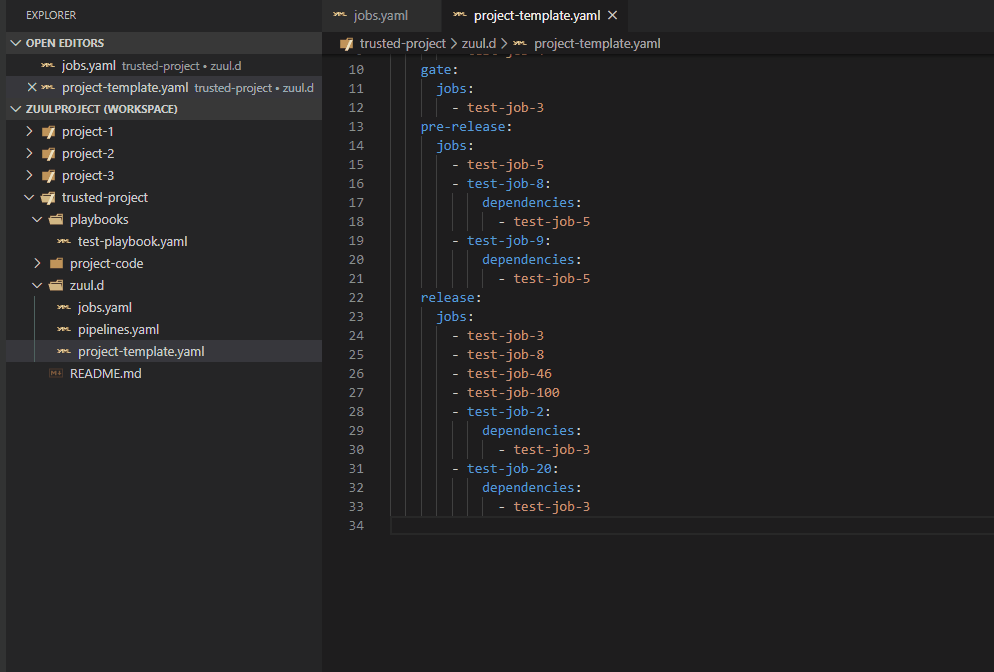 EXPLORER
OPEN EDITORS
jobs.yaml trusted-project • zuul.d
project-template.yaml trusted-project • zuul.d
ZUULPROJECT (WORKSPACE)
project-1
project-2
project-3
trusted-project
playbooks
test-playbook.yaml
project-code
zuul.d
jobs.yaml
pipelines.yaml
project-template.yaml
README.md
jobs.yaml
project-template.yaml
trusted-project > zuul.d > project-template.yaml
10 gate:
11 jobs:
12 - test-job-3
13 pre-release:
14 jobs:
15 - test-job-5
16 - test-job-8:
17 dependencies:
18 - test-job-5
19 - test-job-9:
20 dependencies:
21 - test-job-5
22 release:
23 jobs:
24 - test-job-3
25 - test-job-8
26 - test-job-46
27 - test-job-100
28 - test-job-2:
29 dependencies:
30 - test-job-3
31 - test-job-20:
32 dependencies:
33 - test-job-3
34